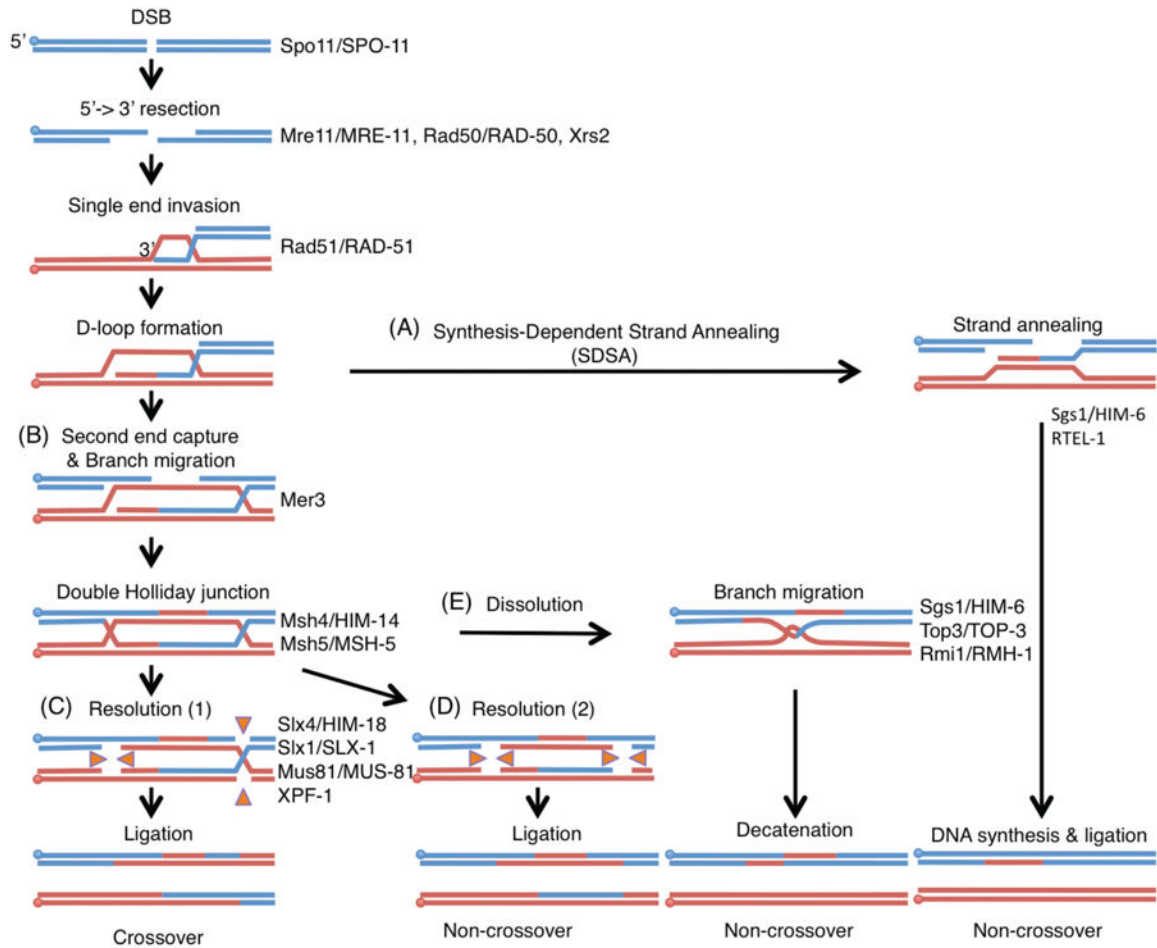 DSB
5'
Spo11/SPO-11
5'-> 3' resection
Mre11/MRE-11, Rad50/RAD-50, Xrs2
Single end invasion
3'
Rad51/RAD-51
D-loop formation
(A) Synthesis-Dependent Strand Annealing
(SDSA)
Strand annealing
Sgs1/HIM-6
RTEL-1
(B) Second end capture
& Branch migration
Mer3
Double Holliday junction
Msh4/HIM-14
Msh5/MSH-5
(E) Dissolution
Branch migration
Sgs1/HIM-6
Top3/TOP-3
Rmi1/RMH-1
(C) Resolution (1)
Slx4/HIM-18
Slx1/SLX-1
Mus81/MUS-81
XPF-1
(D) Resolution (2)
Ligation
Ligation
Decatenation
DNA synthesis & ligation
Crossover
Non-crossover
Non-crossover
Non-crossover